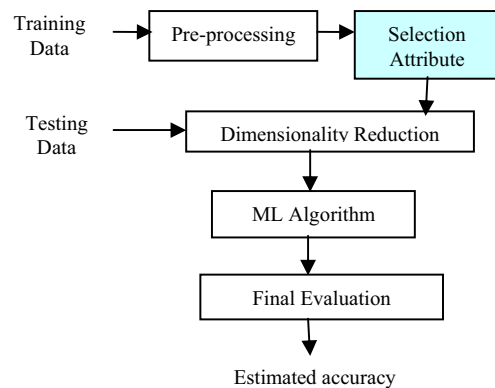 Training
Data
Pre-processing
Selection
Attribute
Testing
Data
Dimensionality Reduction
ML Algorithm
Final Evaluation
Estimated accuracy